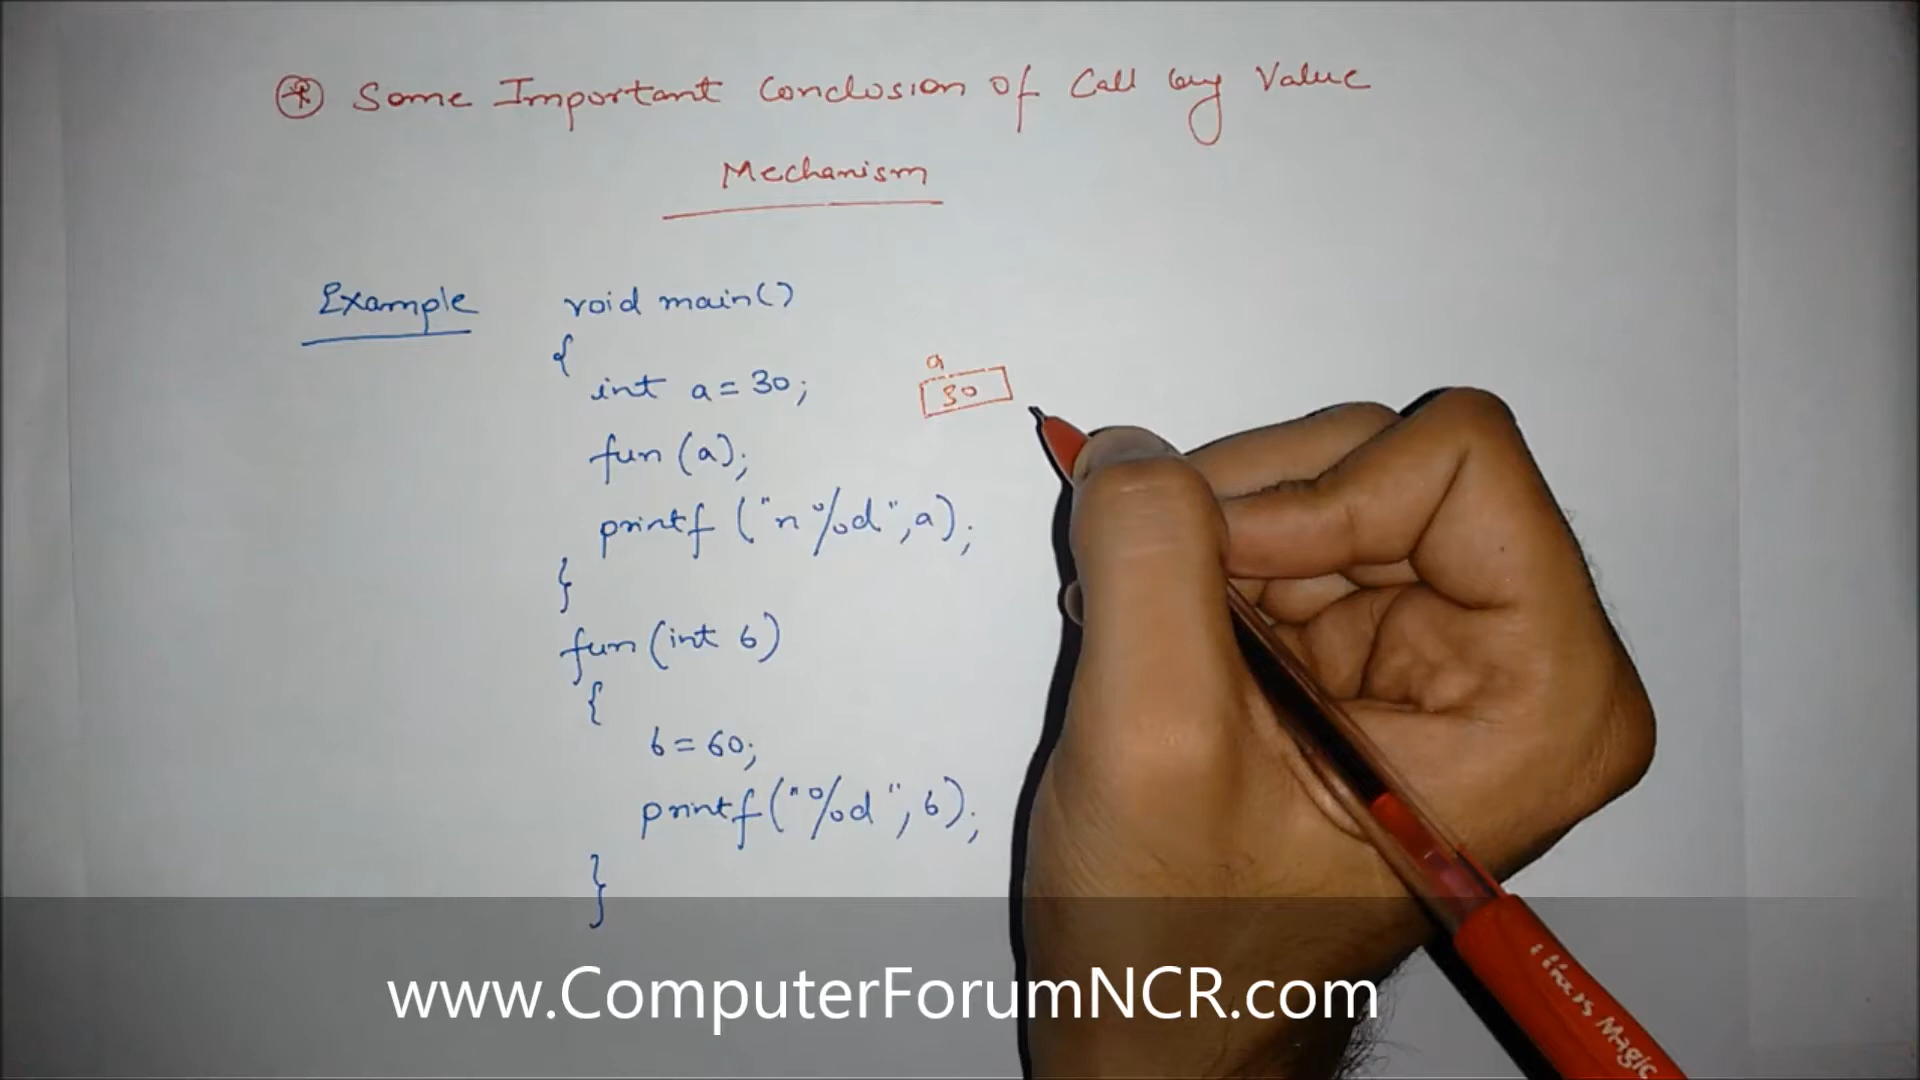 * Some Important Conclusion of Call by Value
Mechanism
Example
void main()
{
int a = 30;
a
30
fun (a);
printf ("n %d", a);
}
fun (int b)
{
b = 60;
printf ("%d", b);
}
www.ComputerForumNCR.com
Magic